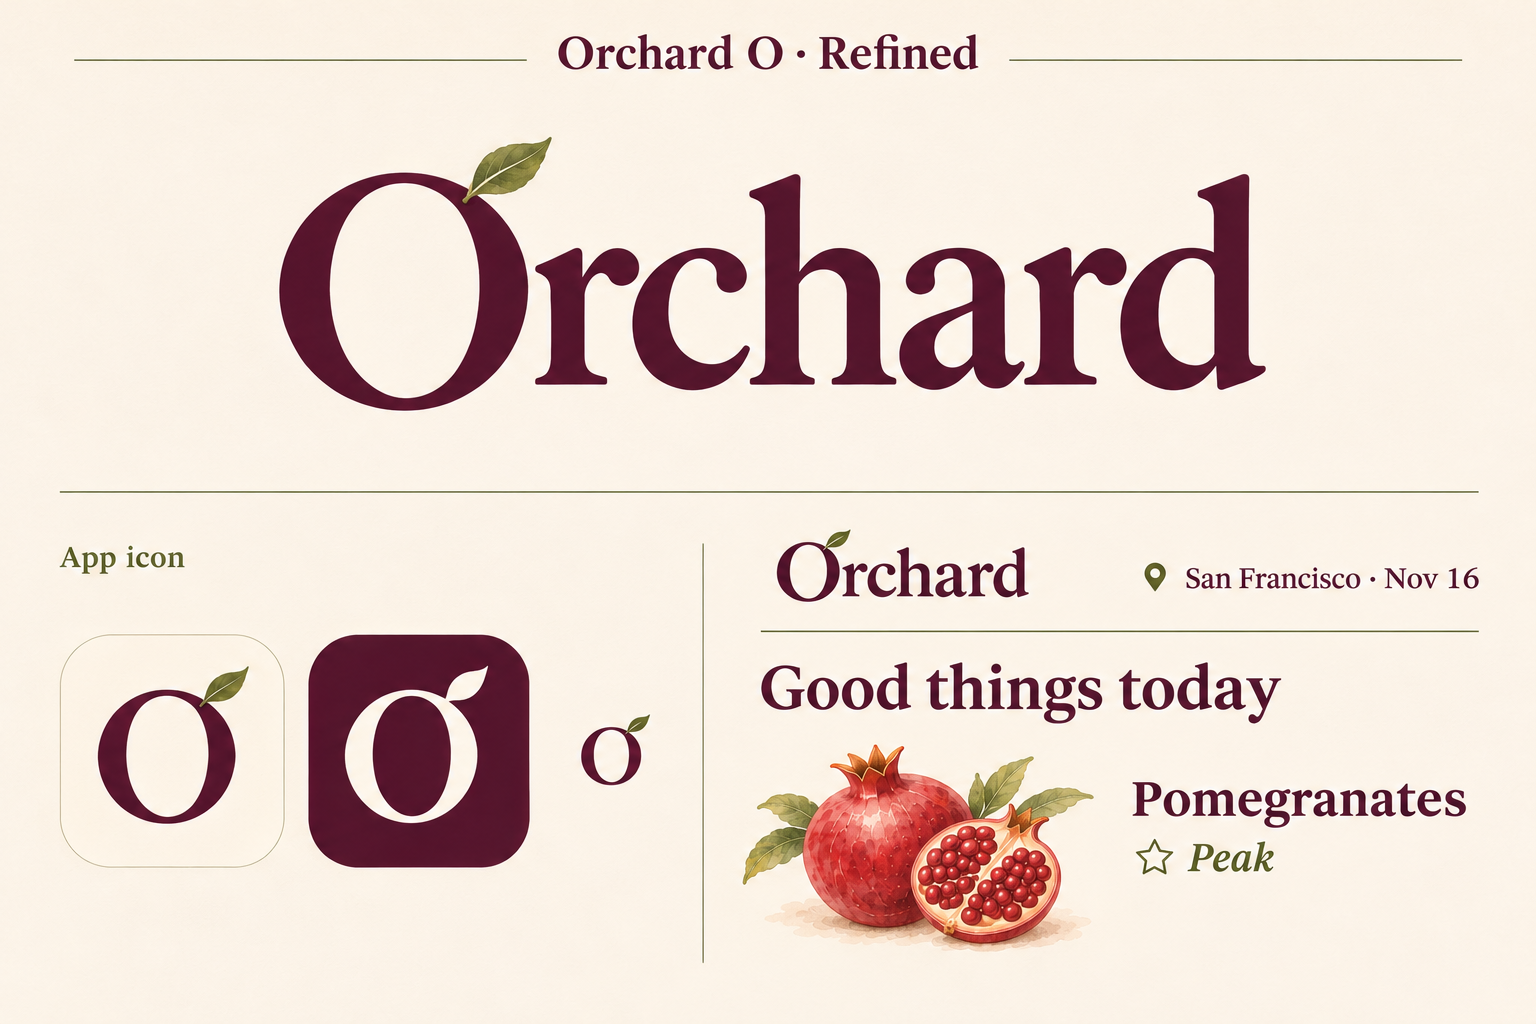 Orchard O · Refined
Orchard
App icon
O
O
O
Orchard
San Francisco · Nov 16
Good things today
Pomegranates
Peak